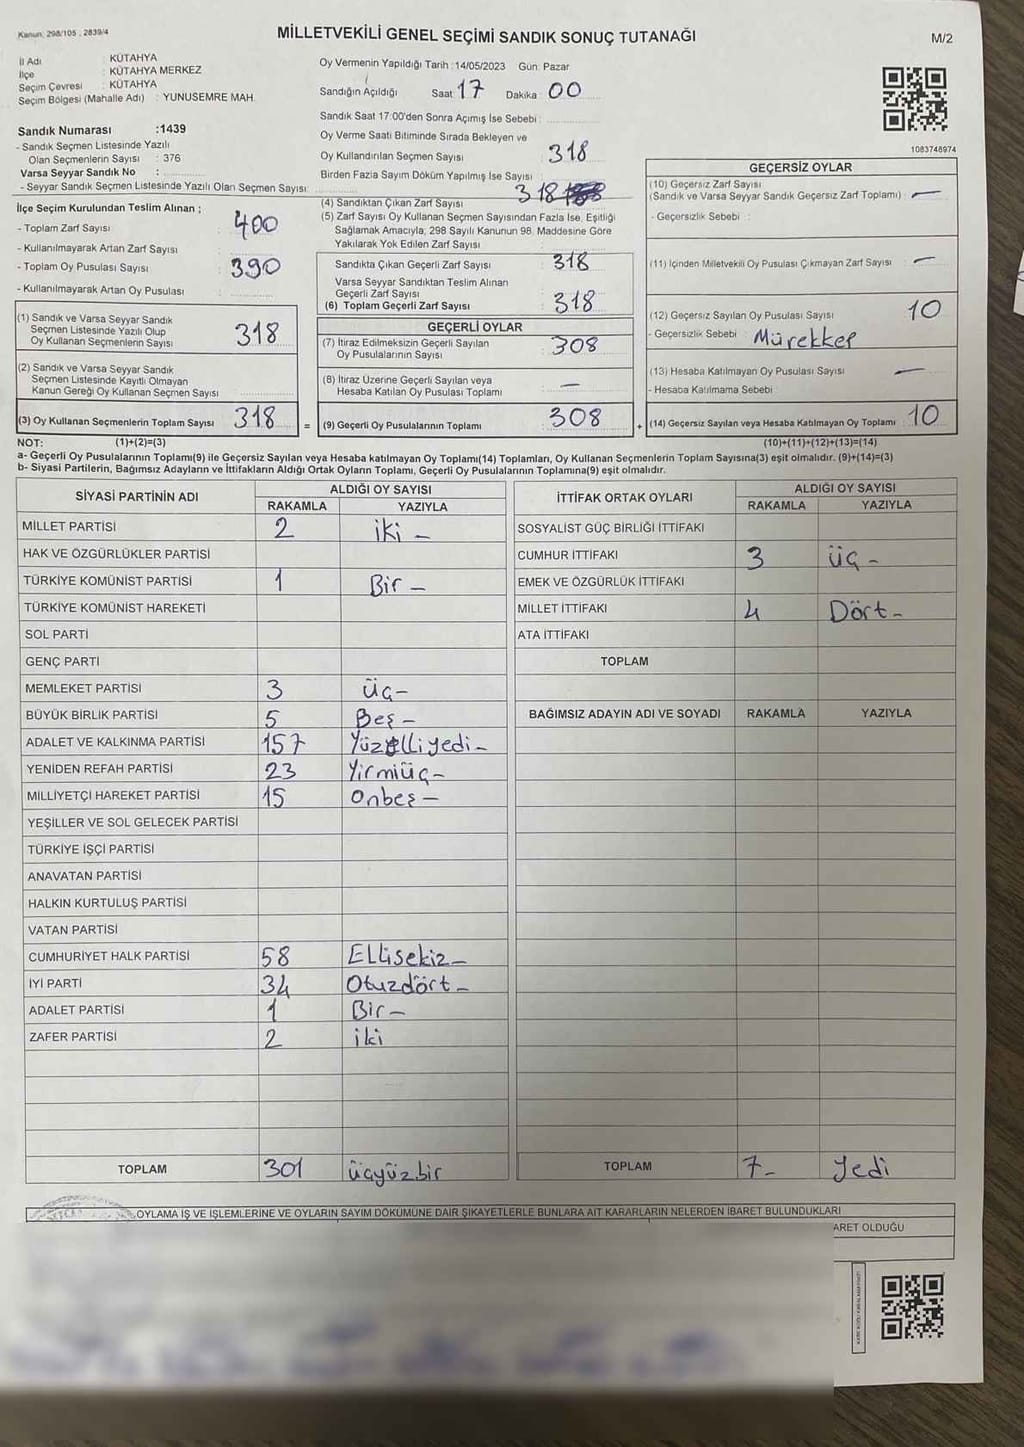 Kanun: 298/105 , 2839/4
MİLLETVEKİLİ GENEL SEÇİMİ SANDIK SONUÇ TUTANAĞI
M/2
İl Adı : KÜTAHYA
İlçe : KÜTAHYA MERKEZ
Seçim Çevresi : KÜTAHYA
Seçim Bölgesi (Mahalle Adı) : YUNUSEMRE MAH.
Sandık Numarası :1439
- Sandık Seçmen Listesinde Yazılı
Olan Seçmenlerin Sayısı : 376
Varsa Seyyar Sandık No :
- Seyyar Sandık Seçmen Listesinde Yazılı Olan Seçmen Sayısı:
Oy Vermenin Yapıldığı Tarih :14/05/2023 Gün: Pazar
Sandığın Açıldığı Saat: 17 Dakika: 00
Sandık Saat 17:00'den Sonra Açımış İse Sebebi :
Oy Verme Saati Bitiminde Sırada Bekleyen ve
Oy Kullandırılan Seçmen Sayısı : 318
Birden Fazla Sayım Döküm Yapılmış İse Sayısı :
1083748974
İlçe Seçim Kurulundan Teslim Alınan ;
- Toplam Zarf Sayısı : 400
- Kullanılmayarak Artan Zarf Sayısı :
- Toplam Oy Pusulası Sayısı : 390
- Kullanılmayarak Artan Oy Pusulası :
(4) Sandıktan Çıkan Zarf Sayısı : 318
(5) Zarf Sayısı Oy Kullanan Seçmen Sayısından Fazla İse, Eşitliği
Sağlamak Amacıyla; 298 Sayılı Kanunun 98. Maddesine Göre
Yakılarak Yok Edilen Zarf Sayısı :
Sandıkta Çıkan Geçerli Zarf Sayısı : 318
Varsa Seyyar Sandıktan Teslim Alınan
Geçerli Zarf Sayısı :
(6) Toplam Geçerli Zarf Sayısı : 318
GEÇERSİZ OYLAR
(10) Geçersiz Zarf Sayısı
(Sandık ve Varsa Seyyar Sandık Geçersiz Zarf Toplamı) : —
- Geçersizlik Sebebi :
(11) İçinden Milletvekili Oy Pusulası Çıkmayan Zarf Sayısı : —
(12) Geçersiz Sayılan Oy Pusulası Sayısı : 10
- Geçersizlik Sebebi : Mürekkep
(13) Hesaba Katılmayan Oy Pusulası Sayısı : —
- Hesaba Katılmama Sebebi :
(14) Geçersiz Sayılan veya Hesaba Katılmayan Oy Toplamı : 10
(1) Sandık ve Varsa Seyyar Sandık
Seçmen Listesinde Yazılı Olup
Oy Kullanan Seçmenlerin Sayısı : 318
(2) Sandık ve Varsa Seyyar Sandık
Seçmen Listesinde Kayıtlı Olmayan
Kanun Gereği Oy Kullanan Seçmen Sayısı :
(3) Oy Kullanan Seçmenlerin Toplam Sayısı : 318
GEÇERLİ OYLAR
(7) İtiraz Edilmeksizin Geçerli Sayılan
Oy Pusulalarının Sayısı : 308
(8) İtiraz Üzerine Geçerli Sayılan veya
Hesaba Katılan Oy Pusulası Toplamı : —
= (9) Geçerli Oy Pusulalarının Toplamı : 308 +
NOT: (1)+(2)=(3)
(10)+(11)+(12)+(13)=(14)
a- Geçerli Oy Pusulalarının Toplamı(9) ile Geçersiz Sayılan veya Hesaba katılmayan Oy Toplamı(14) Toplamları, Oy Kullanan Seçmenlerin Toplam Sayısına(3) eşit olmalıdır. (9)+(14)=(3)
b- Siyasi Partilerin, Bağımsız Adayların ve İttifakların Aldığı Ortak Oyların Toplamı, Geçerli Oy Pusulalarının Toplamına(9) eşit olmalıdır.
SİYASİ PARTİNİN ADI ALDIĞI OY SAYISI
RAKAMLA YAZIYLA
MİLLET PARTİSİ 2 iki –
HAK VE ÖZGÜRLÜKLER PARTİSİ
TÜRKİYE KOMÜNİST PARTİSİ 1 Bir –
TÜRKİYE KOMÜNİST HAREKETİ
SOL PARTİ
GENÇ PARTİ
MEMLEKET PARTİSİ 3 üç –
BÜYÜK BİRLİK PARTİSİ 5 Beş –
ADALET VE KALKINMA PARTİSİ 157 Yüzelliyedi –
YENİDEN REFAH PARTİSİ 23 Yirmiüç –
MİLLİYETÇİ HAREKET PARTİSİ 15 Onbeş –
YEŞİLLER VE SOL GELECEK PARTİSİ
TÜRKİYE İŞÇİ PARTİSİ
ANAVATAN PARTİSİ
HALKIN KURTULUŞ PARTİSİ
VATAN PARTİSİ
CUMHURİYET HALK PARTİSİ 58 Ellisekiz –
İYİ PARTİ 34 Otuzdört –
ADALET PARTİSİ 1 Bir –
ZAFER PARTİSİ 2 iki
TOPLAM 301 üçyüzbir
İTTİFAK ORTAK OYLARI ALDIĞI OY SAYISI
RAKAMLA YAZIYLA
SOSYALİST GÜÇ BİRLİĞİ İTTİFAKI
CUMHUR İTTİFAKI 3 üç –
EMEK VE ÖZGÜRLÜK İTTİFAKI
MİLLET İTTİFAKI 4 Dört –
ATA İTTİFAKI
TOPLAM
BAĞIMSIZ ADAYIN ADI VE SOYADI RAKAMLA YAZIYLA
TOPLAM 7 – Yedi
OYLAMA İŞ VE İŞLEMLERİNE VE OYLARIN SAYIM DÖKÜMÜNE DAİR ŞİKAYETLERLE BUNLARA AİT KARARLARIN NELERDEN İBARET BULUNDUKLARI
ARET OLDUĞU